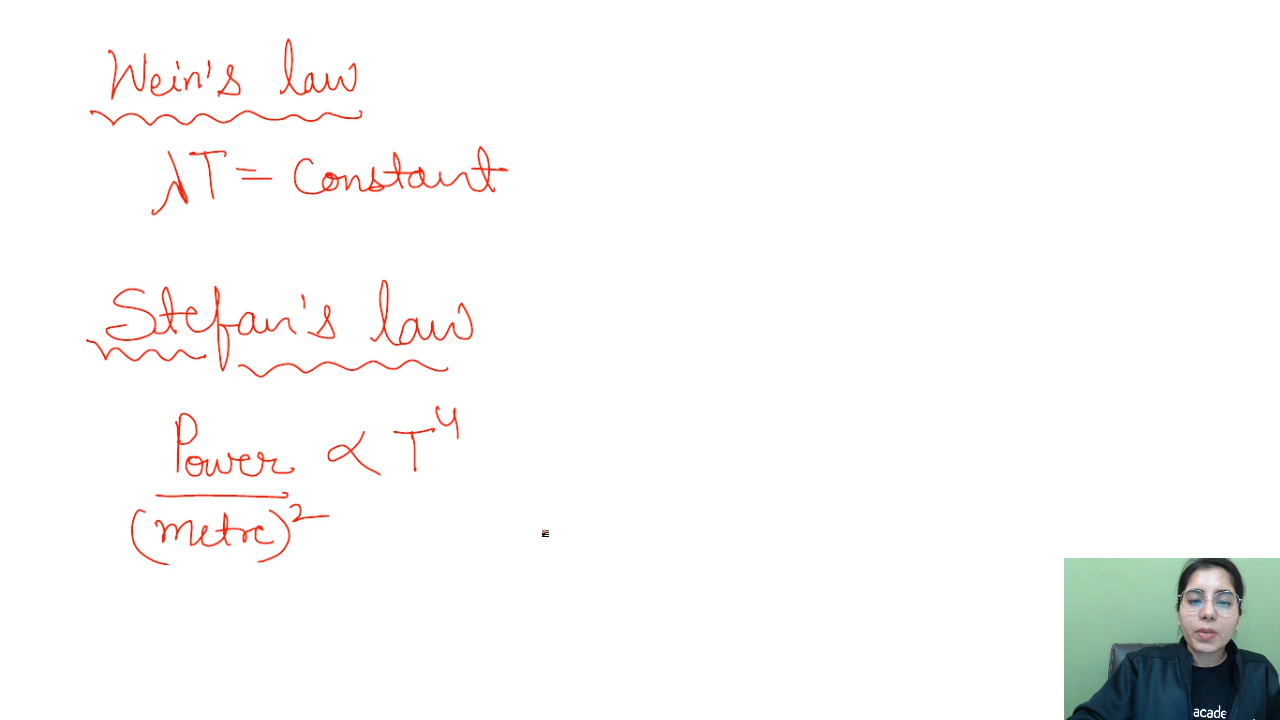 Wein's law
λT = Constant
Stefan's law
Power ∝ T⁴
(metre)²
acade